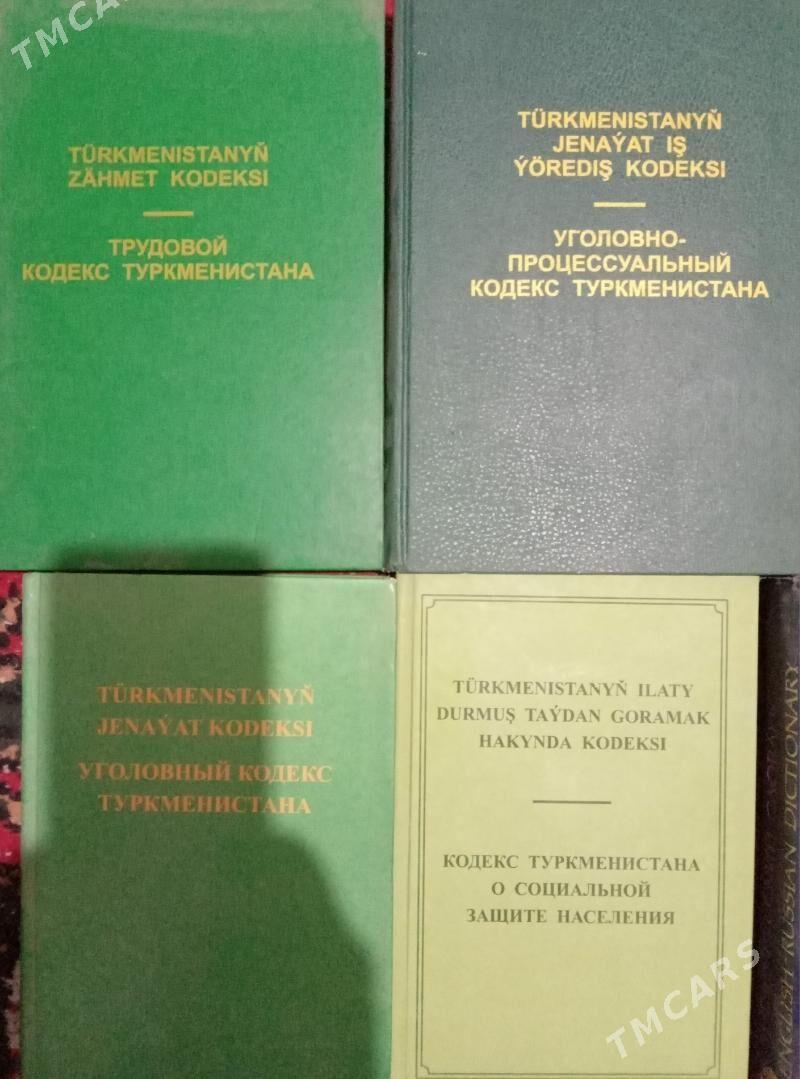 TMCARS
TÜRKMENISTANYŇ
ZÄHMET KODEKSI
ТРУДОВОЙ
КОДЕКС ТУРКМЕНИСТАНА
TÜRKMENISTANYŇ
JENAÝAT IŞ
ÝÖREDIŞ KODEKSI
УГОЛОВНО-
ПРОЦЕССУАЛЬНЫЙ
КОДЕКС ТУРКМЕНИСТАНА
TÜRKMENISTANYŇ
JENAÝAT KODEKSI
УГОЛОВНЫЙ КОДЕКС
ТУРКМЕНИСТАНА
TÜRKMENISTANYŇ ILATY
DURMUŞ TAÝDAN GORAMAK
HAKYNDA KODEKSI
КОДЕКС ТУРКМЕНИСТАНА
О СОЦИАЛЬНОЙ
ЗАЩИТЕ НАСЕЛЕНИЯ
ENGLISH-RUSSIAN DICTIONARY
TMCARS